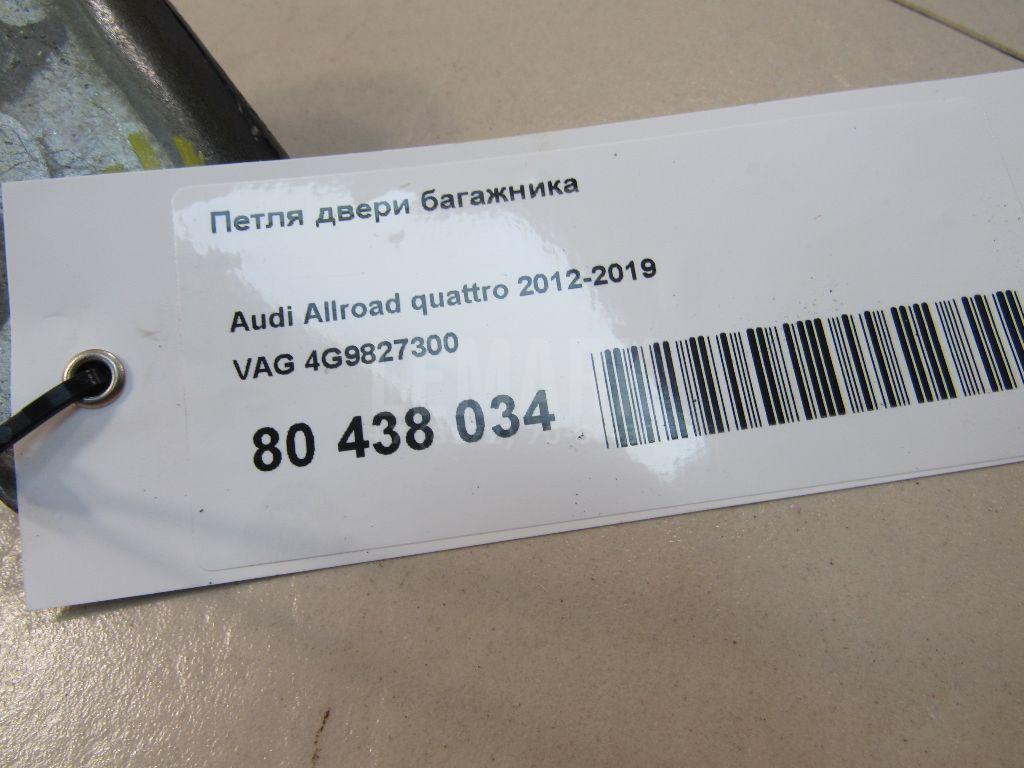 Петля двери багажника
Audi Allroad quattro 2012-2019
VAG 4G9827300
80 438 034